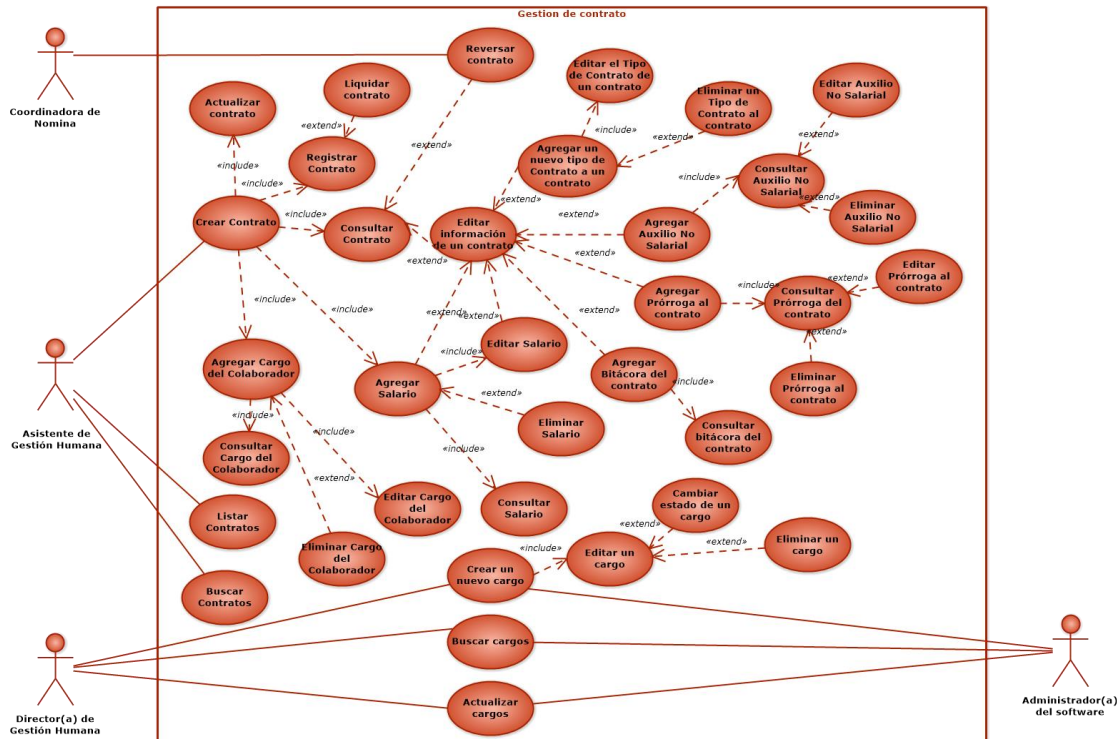 Gestion de contrato
Coordinadora de
Nomina
Reversar
contrato
Editar el Tipo
de Contrato de
un contrato
Editar Auxilio
No Salarial
Liquidar
contrato
Actualizar
contrato
Eliminar un
Tipo de
Contrato al
contrato
«extend»
«include»
«extend»
«extend»
«extend»
Registrar
Contrato
Agregar un
nuevo tipo de
Contrato a un
contrato
Consultar
Auxilio No
Salarial
«include»
«include»
«include»
«extend»
«extend»
Crear Contrato
«include»
Consultar
Contrato
Editar
información
de un contrato
«extend»
Agregar
Auxilio No
Salarial
Eliminar
Auxilio No
Salarial
«extend»
«extend»
Editar
Prórroga al
contrato
«extend»
«include»
Agregar
Prórroga al
contrato
«include»
Consultar
Prórroga del
contrato
«extend»
«extend»
«extend»
«extend»
Editar Salario
Asistente de
Gestión Humana
Agregar Cargo
del Colaborador
Agregar
Salario
«include»
Agregar
Bitácora del
contrato
«include»
Eliminar
Prórroga al
contrato
«extend»
«include»
Eliminar
Salario
Consultar
bitácora del
contrato
Consultar
Cargo del
Colaborador
«include»
«include»
«extend»
Editar Cargo
del
Colaborador
Consultar
Salario
Cambiar
estado de un
cargo
Listar
Contratos
«extend»
«extend»
Eliminar un
cargo
Eliminar Cargo
del
Colaborador
«include»
Editar un
cargo
Crear un
nuevo cargo
Buscar
Contratos
Buscar cargos
Actualizar
cargos
Director(a) de
Gestión Humana
Administrador(a)
del software